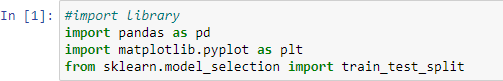 In [1]: #import library
import pandas as pd
import matplotlib.pyplot as plt
from sklearn.model_selection import train_test_split